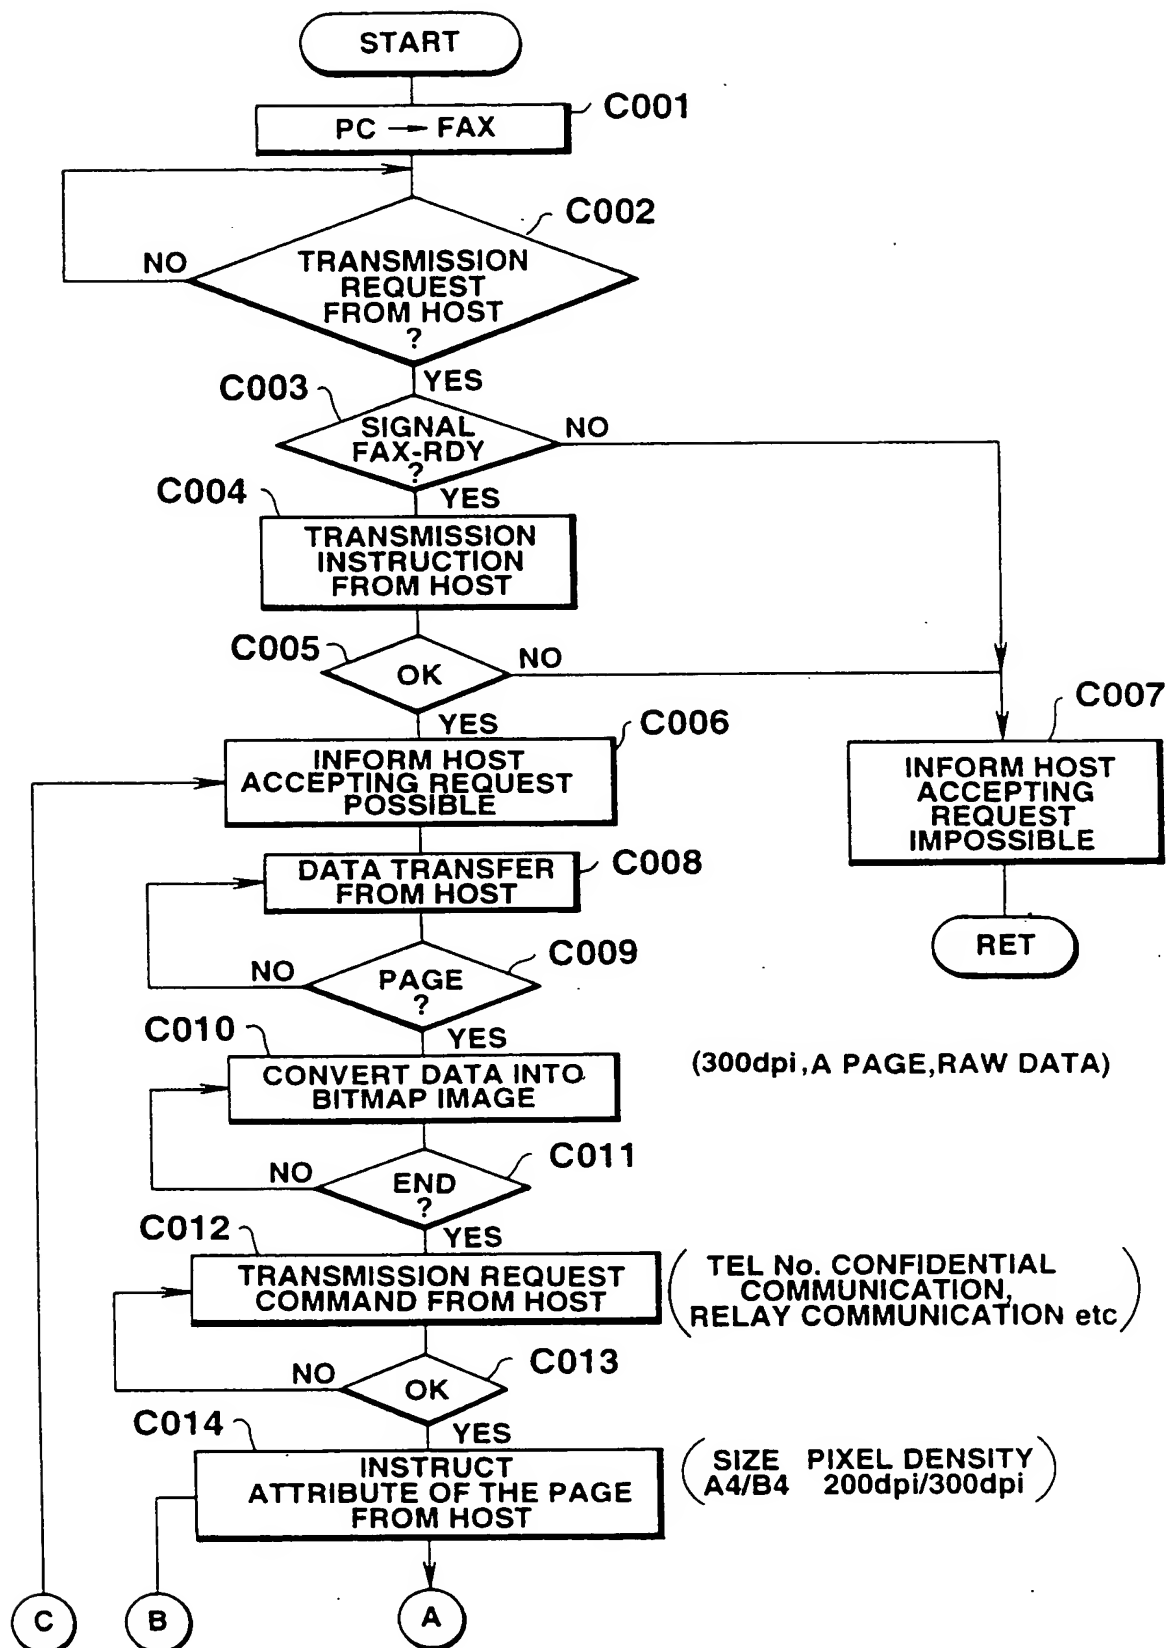 START
C001
PC → FAX
C002
NO
TRANSMISSION
REQUEST
FROM HOST
?
YES
C003
SIGNAL
FAX-RDY
?
NO
YES
C004
TRANSMISSION
INSTRUCTION
FROM HOST
C005
OK
NO
YES
C006
INFORM HOST
ACCEPTING REQUEST
POSSIBLE
C007
INFORM HOST
ACCEPTING
REQUEST
IMPOSSIBLE
RET
C008
DATA TRANSFER
FROM HOST
C009
NO
PAGE
?
YES
C010
CONVERT DATA INTO
BITMAP IMAGE
(300dpi,A PAGE,RAW DATA)
C011
NO
END
?
YES
C012
TRANSMISSION REQUEST
COMMAND FROM HOST
(TEL No. CONFIDENTIAL
COMMUNICATION,
RELAY COMMUNICATION etc)
C013
NO
OK
YES
C014
INSTRUCT
ATTRIBUTE OF THE PAGE
FROM HOST
(SIZE PIXEL DENSITY
A4/B4 200dpi/300dpi)
C
B
A